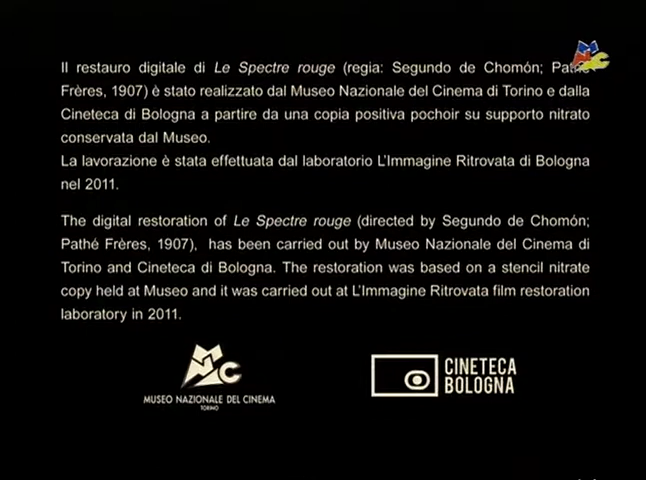 Il restauro digitale di Le Spectre rouge (regia: Segundo de Chomón; Pathé
Frères, 1907) è stato realizzato dal Museo Nazionale del Cinema di Torino e dalla
Cineteca di Bologna a partire da una copia positiva pochoir su supporto nitrato
conservata dal Museo.
La lavorazione è stata effettuata dal laboratorio L'Immagine Ritrovata di Bologna
nel 2011.
The digital restoration of Le Spectre rouge (directed by Segundo de Chomón;
Pathé Frères, 1907), has been carried out by Museo Nazionale del Cinema di
Torino and Cineteca di Bologna. The restoration was based on a stencil nitrate
copy held at Museo and it was carried out at L'Immagine Ritrovata film restoration
laboratory in 2011.
MNC
MUSEO NAZIONALE DEL CINEMA
TORINO
CINETECA
BOLOGNA